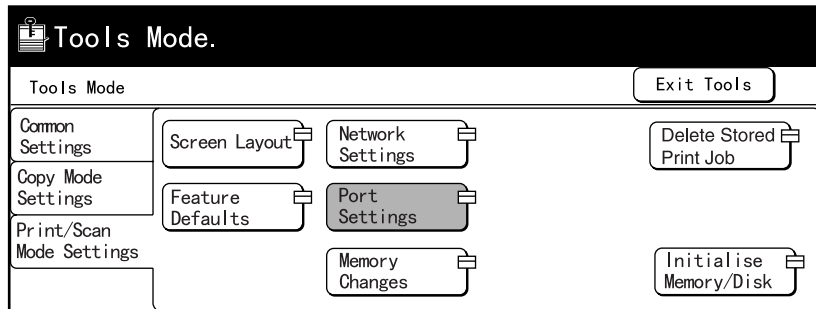 Tools Mode.
Tools Mode
Exit Tools
Common
Settings
Copy Mode
Settings
Print/Scan
Mode Settings
Screen Layout
Network
Settings
Delete Stored
Print Job
Feature
Defaults
Port
Settings
Memory
Changes
Initialise
Memory/Disk